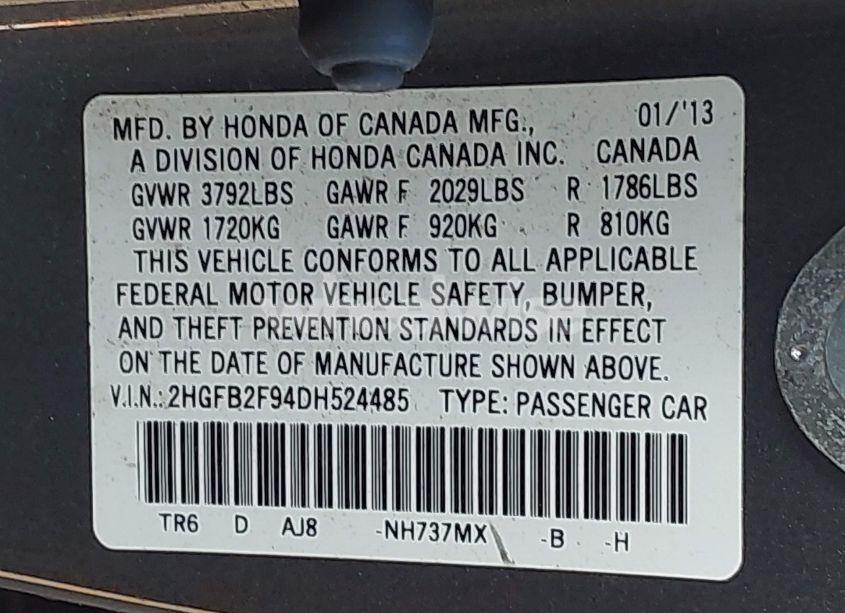 MFD. BY HONDA OF CANADA MFG., 01/'13
A DIVISION OF HONDA CANADA INC. CANADA
GVWR 3792LBS GAWR F 2029LBS R 1786LBS
GVWR 1720KG GAWR F 920KG R 810KG
THIS VEHICLE CONFORMS TO ALL APPLICABLE
FEDERAL MOTOR VEHICLE SAFETY, BUMPER,
AND THEFT PREVENTION STANDARDS IN EFFECT
ON THE DATE OF MANUFACTURE SHOWN ABOVE.
V.I.N.: 2HGFB2F94DH524485 TYPE: PASSENGER CAR
TR6 D AJ8 -NH737MX -B -H